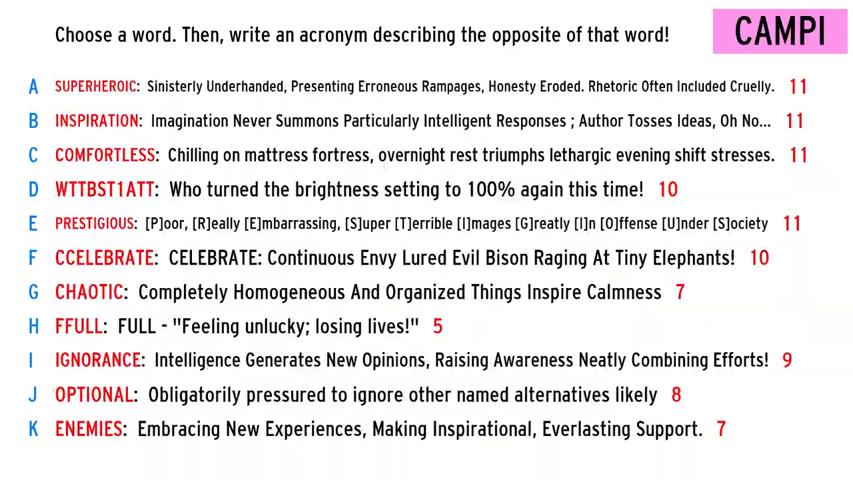 Choose a word. Then, write an acronym describing the opposite of that word!
CAMPI
A SUPERHEROIC: Sinisterly Underhanded, Presenting Erroneous Rampages, Honesty Eroded. Rhetoric Often Included Cruelly. 11
B INSPIRATION: Imagination Never Summons Particularly Intelligent Responses ; Author Tosses Ideas, Oh No... 11
C COMFORTLESS: Chilling on mattress fortress, overnight rest triumphs lethargic evening shift stresses. 11
D WTTBST1ATT: Who turned the brightness setting to 100% again this time! 10
E PRESTIGIOUS: [P]oor, [R]eally [E]mbarrassing, [S]uper [T]errible [I]mages [G]reatly [I]n [O]ffense [U]nder [S]ociety 11
F CCELEBRATE: CELEBRATE: Continuous Envy Lured Evil Bison Raging At Tiny Elephants! 10
G CHAOTIC: Completely Homogeneous And Organized Things Inspire Calmness 7
H FFULL: FULL - "Feeling unlucky; losing lives!" 5
I IGNORANCE: Intelligence Generates New Opinions, Raising Awareness Neatly Combining Efforts! 9
J OPTIONAL: Obligatorily pressured to ignore other named alternatives likely 8
K ENEMIES: Embracing New Experiences, Making Inspirational, Everlasting Support. 7